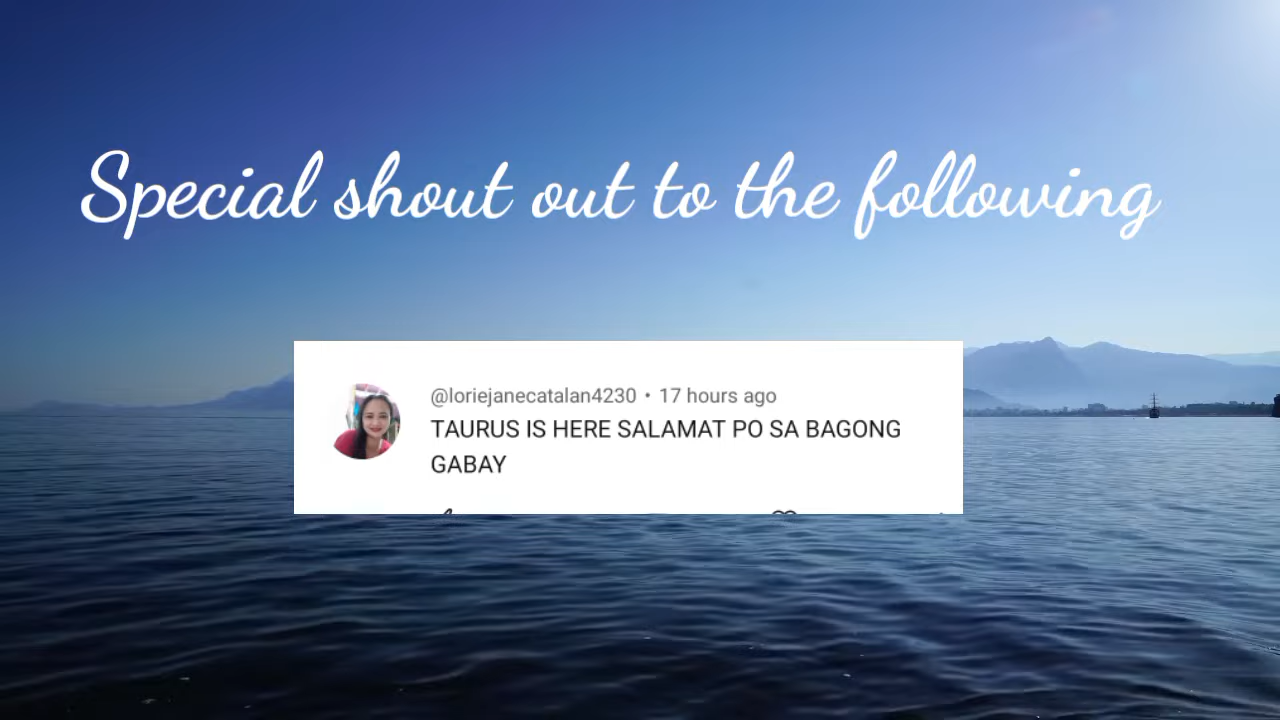 Special shout out to the following
@loriejanecatalan4230 • 17 hours ago
TAURUS IS HERE SALAMAT PO SA BAGONG
GABAY